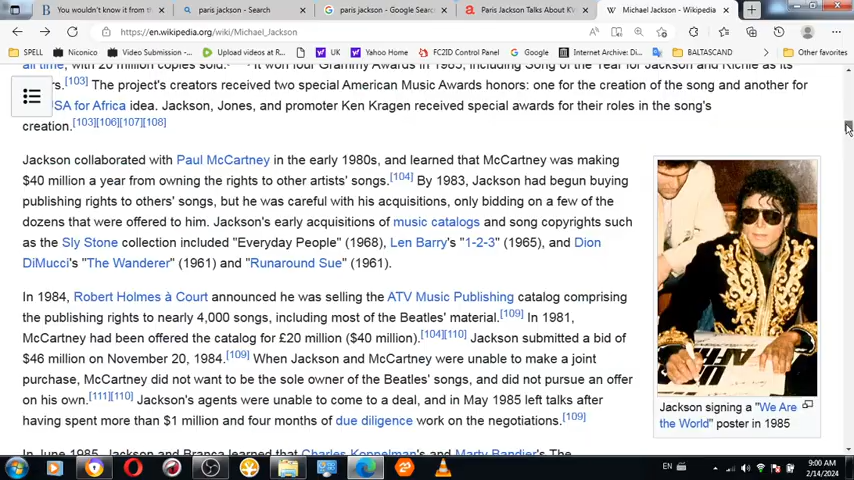 You wouldn't know it from th
paris jackson - Search
paris jackson - Google Searc
Paris Jackson Talks About K
Michael Jackson - Wikipedia
https://en.wikipedia.org/wiki/Michael_Jackson
SPELL
Niconico
Video Submission -...
Upload videos at R...
UK
Yahoo Home
FC2ID Control Panel
Google
Internet Archive: Di...
BALTASCAND
Other favorites
all time, with 20 million copies sold. It won four Grammy Awards in 1985, including Song of the Year for Jackson and Richie as its
rs.[103] The project's creators received two special American Music Awards honors: one for the creation of the song and another for
USA for Africa idea. Jackson, Jones, and promoter Ken Kragen received special awards for their roles in the song's
creation.[103][106][107][108]
Jackson collaborated with Paul McCartney in the early 1980s, and learned that McCartney was making
$40 million a year from owning the rights to other artists' songs.[104] By 1983, Jackson had begun buying
publishing rights to others' songs, but he was careful with his acquisitions, only bidding on a few of the
dozens that were offered to him. Jackson's early acquisitions of music catalogs and song copyrights such
as the Sly Stone collection included "Everyday People" (1968), Len Barry's "1-2-3" (1965), and Dion
DiMucci's "The Wanderer" (1961) and "Runaround Sue" (1961).
In 1984, Robert Holmes à Court announced he was selling the ATV Music Publishing catalog comprising
the publishing rights to nearly 4,000 songs, including most of the Beatles' material.[109] In 1981,
McCartney had been offered the catalog for £20 million ($40 million).[104][110] Jackson submitted a bid of
$46 million on November 20, 1984.[109] When Jackson and McCartney were unable to make a joint
purchase, McCartney did not want to be the sole owner of the Beatles' songs, and did not pursue an offer
on his own.[111][110] Jackson's agents were unable to come to a deal, and in May 1985 left talks after
having spent more than $1 million and four months of due diligence work on the negotiations.[109]
In June 1985, Jackson and Branca learned that Charles Koppelman's and Marty Bandier's The
Jackson signing a "We Are
the World" poster in 1985
EN
9:00 AM
2/14/2024